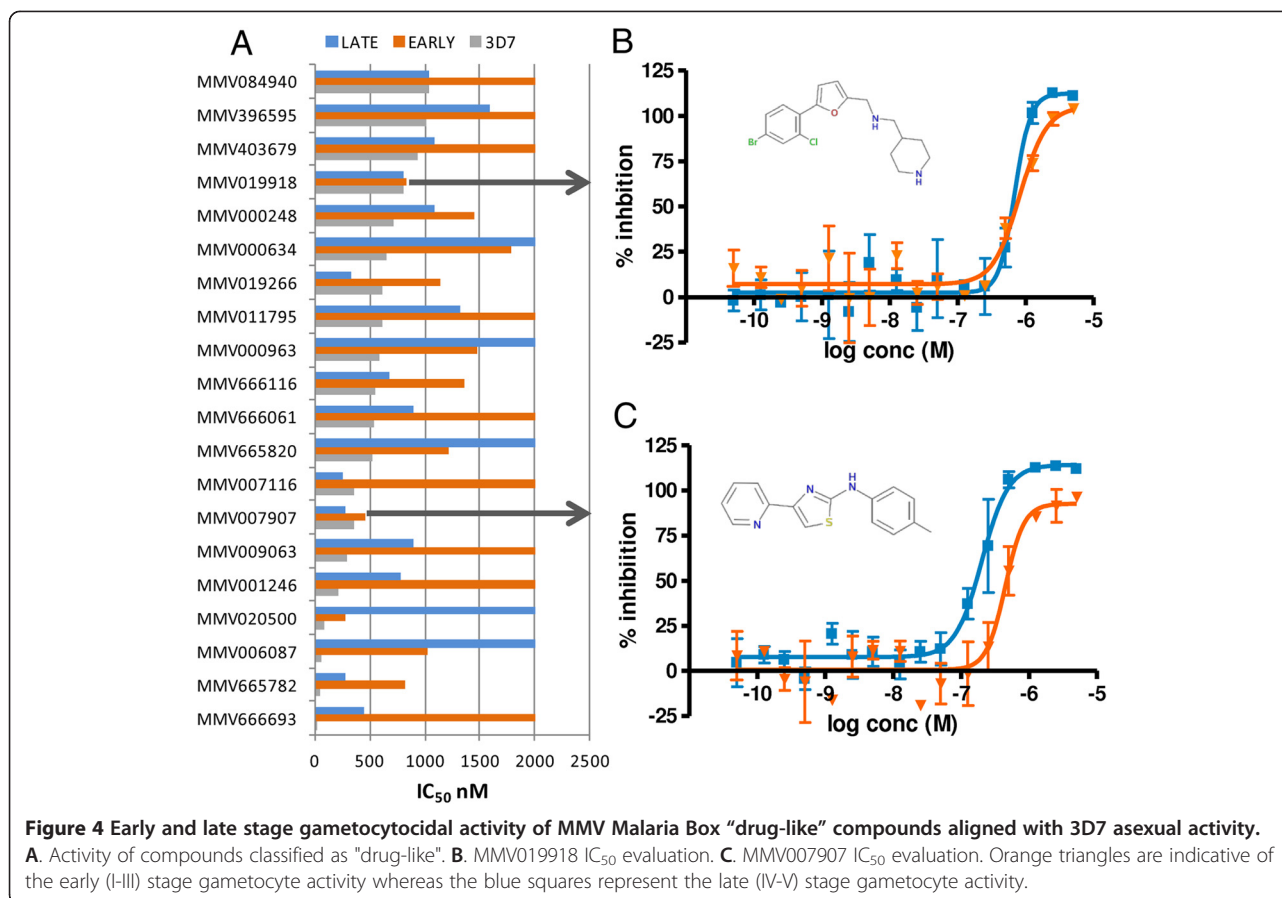 A
LATE EARLY 3D7
MMV084940
MMV396595
MMV403679
MMV019918
MMV000248
MMV000634
MMV019266
MMV011795
MMV000963
MMV666116
MMV666061
MMV665820
MMV007116
MMV007907
MMV009063
MMV001246
MMV020500
MMV006087
MMV665782
MMV666693
0 500 1000 1500 2000 2500
IC50 nM
B
125
100
75
50
25
0
-25
% inhbition
Br
Cl
O
N
H
N
H
-10 -9 -8 -7 -6 -5
log conc (M)
C
125
100
75
50
25
0
-25
% inhibiition
N
N
S
H
N
-10 -9 -8 -7 -6 -5
log conc (M)
Figure 4 Early and late stage gametocytocidal activity of MMV Malaria Box “drug-like” compounds aligned with 3D7 asexual activity.
A. Activity of compounds classified as "drug-like". B. MMV019918 IC50 evaluation. C. MMV007907 IC50 evaluation. Orange triangles are indicative of
the early (I-III) stage gametocyte activity whereas the blue squares represent the late (IV-V) stage gametocyte activity.